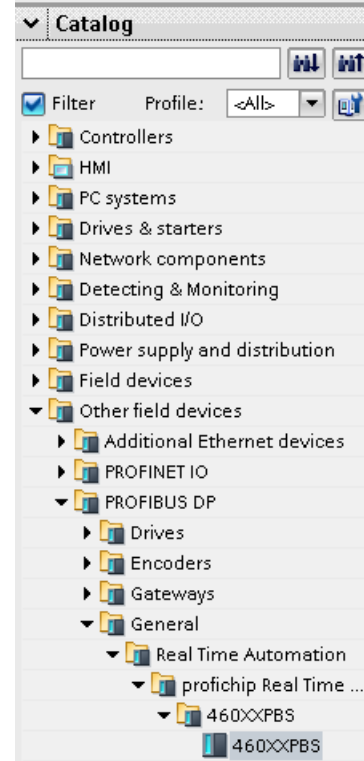 Catalog
Filter Profile: <All>
Controllers
HMI
PC systems
Drives & starters
Network components
Detecting & Monitoring
Distributed I/O
Power supply and distribution
Field devices
Other field devices
Additional Ethernet devices
PROFINET IO
PROFIBUS DP
Drives
Encoders
Gateways
General
Real Time Automation
profichip Real Time ...
460XXPBS
460XXPBS